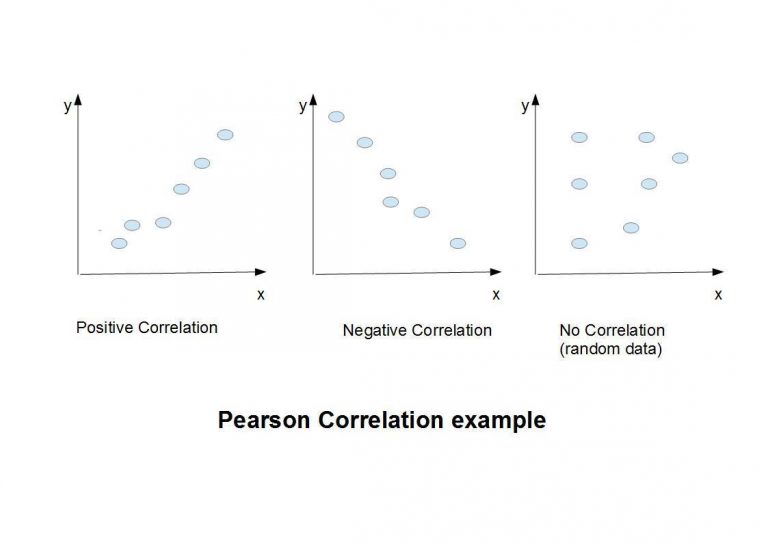 y
y
y
x
x
x
Positive Correlation
Negative Correlation
No Correlation
(random data)
Pearson Correlation example